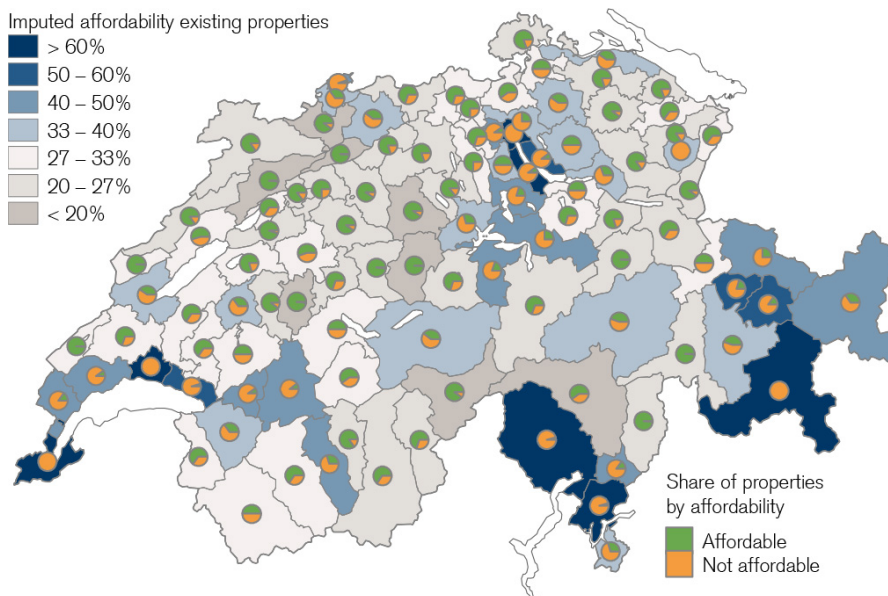 Imputed affordability existing properties
> 60%
50 – 60%
40 – 50%
33 – 40%
27 – 33%
20 – 27%
< 20%
Share of properties
by affordability
Affordable
Not affordable